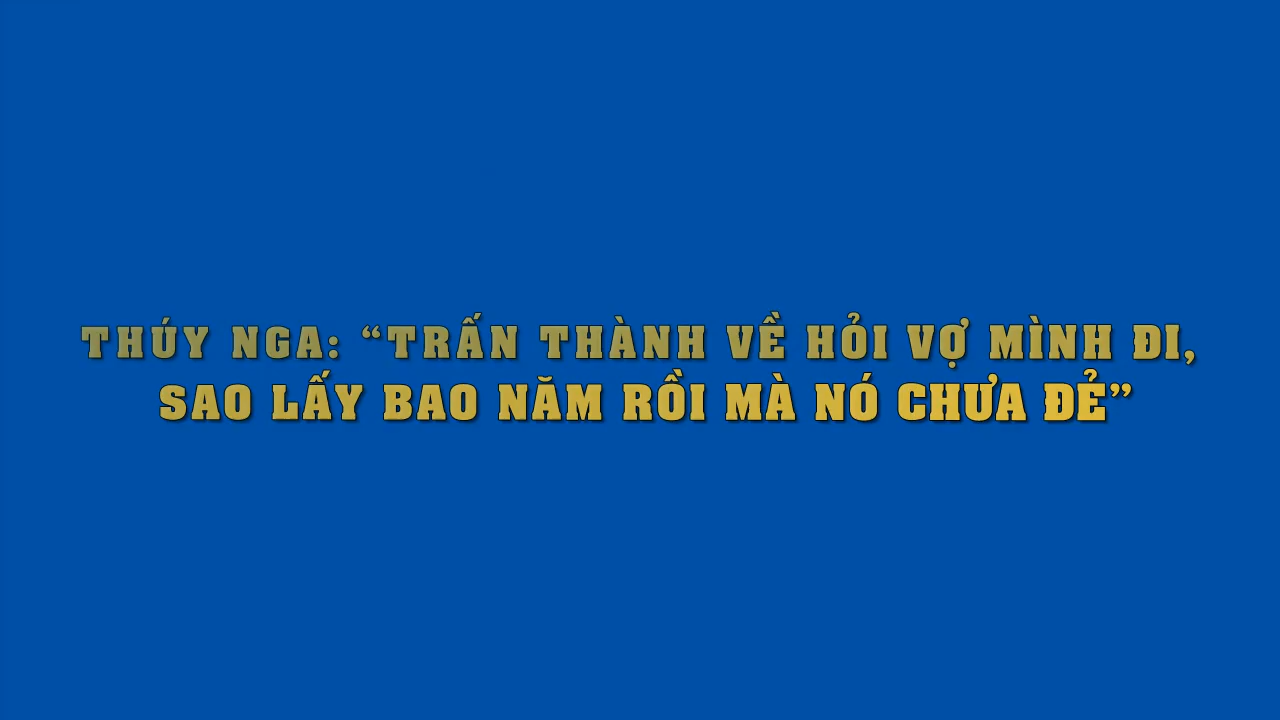 THÚY NGA: “TRẤN THÀNH VỀ HỎI VỢ MÌNH ĐI,
SAO LẤY BAO NĂM RỒI MÀ NÓ CHƯA ĐẺ”